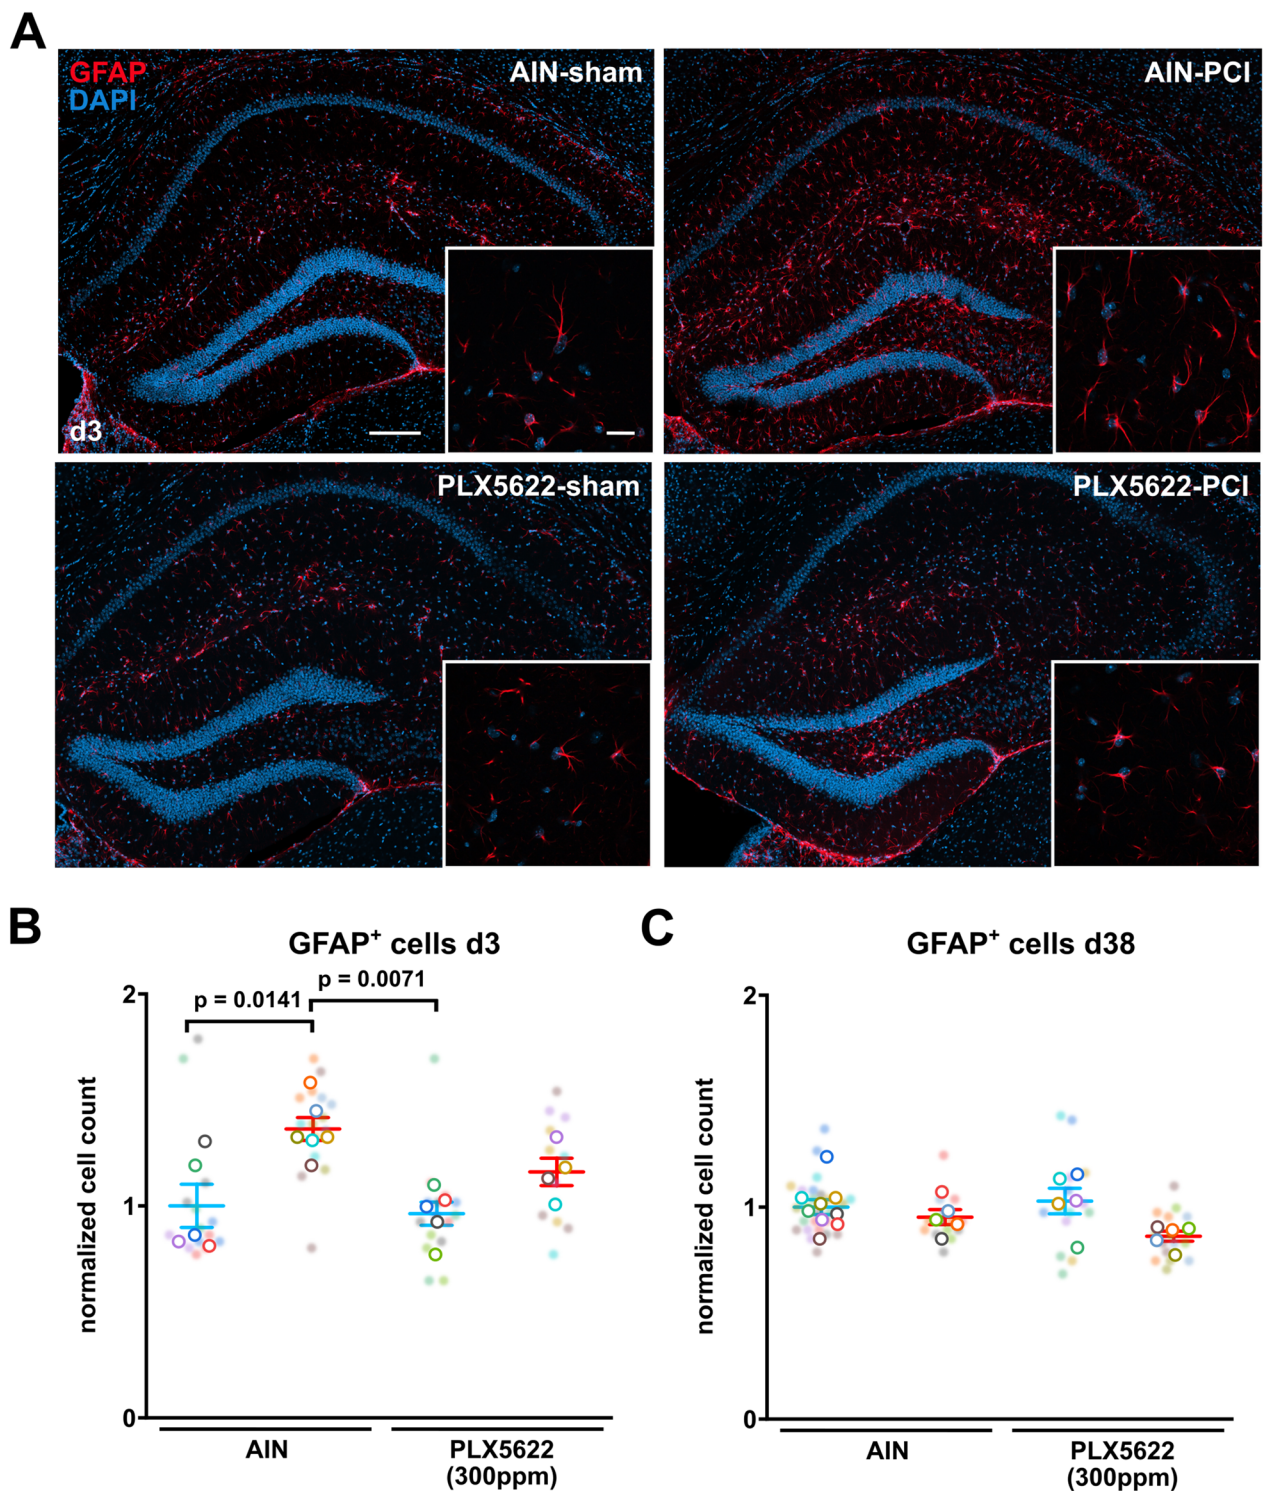 A
GFAP
DAPI
AIN-sham
AIN-PCI
d3
PLX5622-sham
PLX5622-PCI
B
GFAP+ cells d3
p = 0.0071
p = 0.0141
2
1
0
normalized cell count
AIN
PLX5622
(300ppm)
C
GFAP+ cells d38
2
1
0
normalized cell count
AIN
PLX5622
(300ppm)